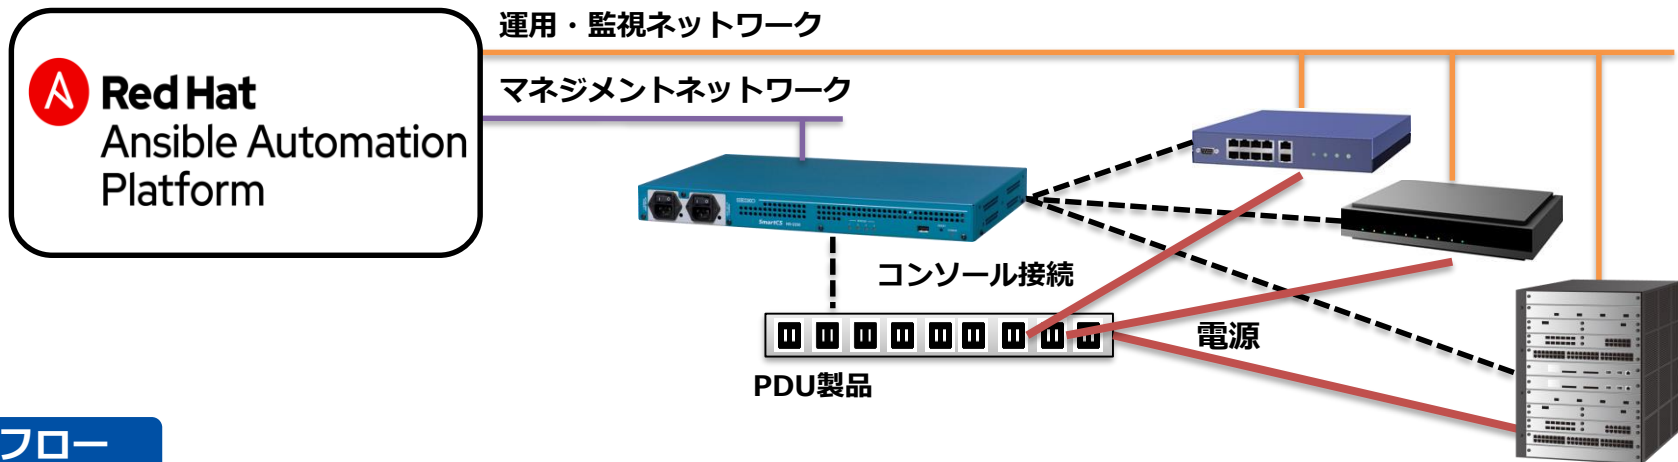 運用・監視ネットワーク
Red Hat
Ansible Automation
Platform
マネジメントネットワーク
SEIKO
SmartCS
コンソール接続
電源
PDU製品
フロー